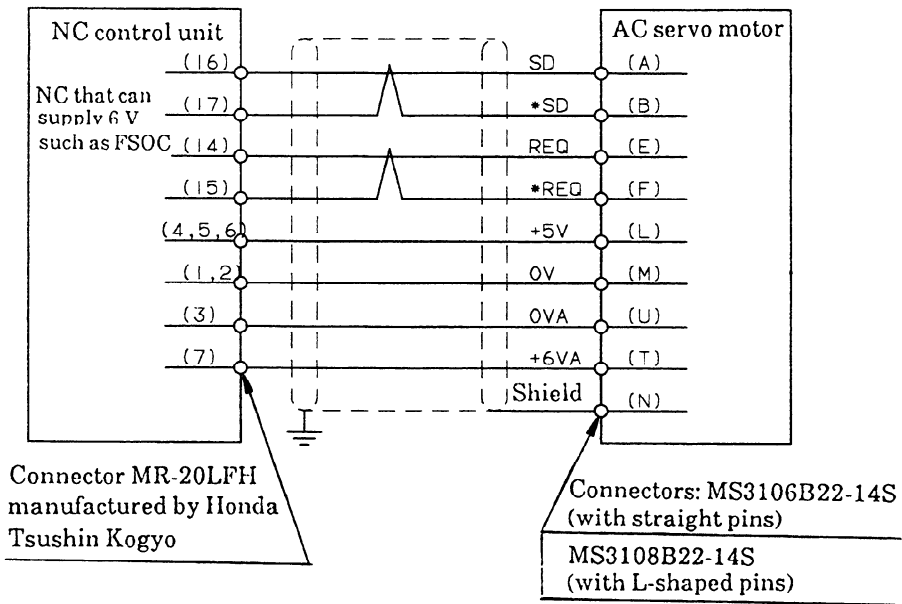 NC control unit
AC servo motor
(16) SD (A)
NC that can
supply 6 V
such as FS0C
(17) *SD (B)
(14) REQ (E)
(15) *REQ (F)
(4,5,6) +5V (L)
(1,2) 0V (M)
(3) 0VA (U)
(7) +6VA (T)
Shield (N)
Connector MR-20LFH
manufactured by Honda
Tsushin Kogyo
Connectors: MS3106B22-14S
(with straight pins)
MS3108B22-14S
(with L-shaped pins)